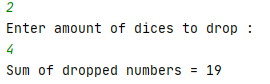 2
Enter amount of dices to drop :
4
Sum of dropped numbers = 19